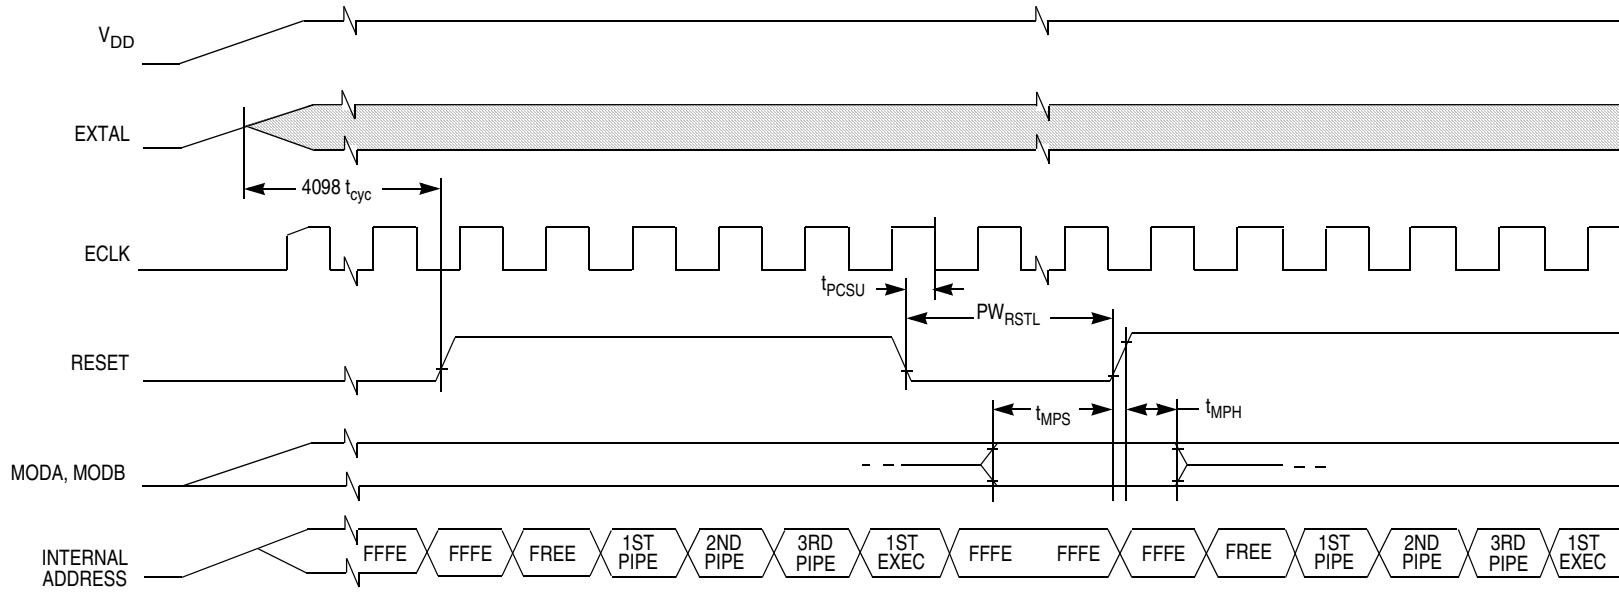 VDD
EXTAL
4098 tcyc
ECLK
tPCSU
PWRSTL
RESET
tMPS
tMPH
MODA, MODB
INTERNAL
ADDRESS
FFFE
FFFE
FREE
1ST
PIPE
2ND
PIPE
3RD
PIPE
1ST
EXEC
FFFE
FFFE
FFFE
FREE
1ST
PIPE
2ND
PIPE
3RD
PIPE
1ST
EXEC